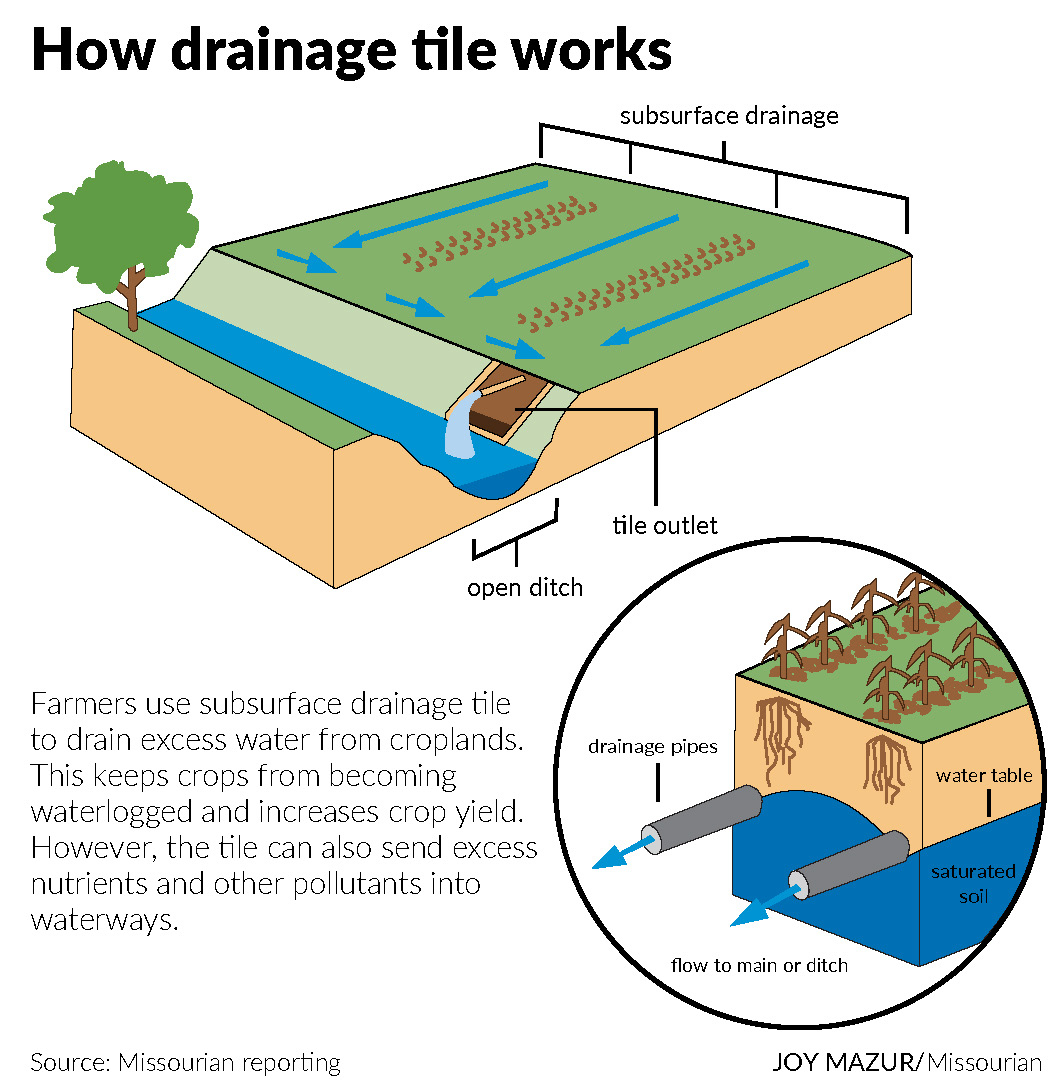 How drainage tile works
subsurface drainage
tile outlet
open ditch
Farmers use subsurface drainage tile
to drain excess water from croplands.
This keeps crops from becoming
waterlogged and increases crop yield.
However, the tile can also send excess
nutrients and other pollutants into
waterways.
drainage pipes
water table
saturated
soil
flow to main or ditch
Source: Missourian reporting
JOY MAZUR/Missourian